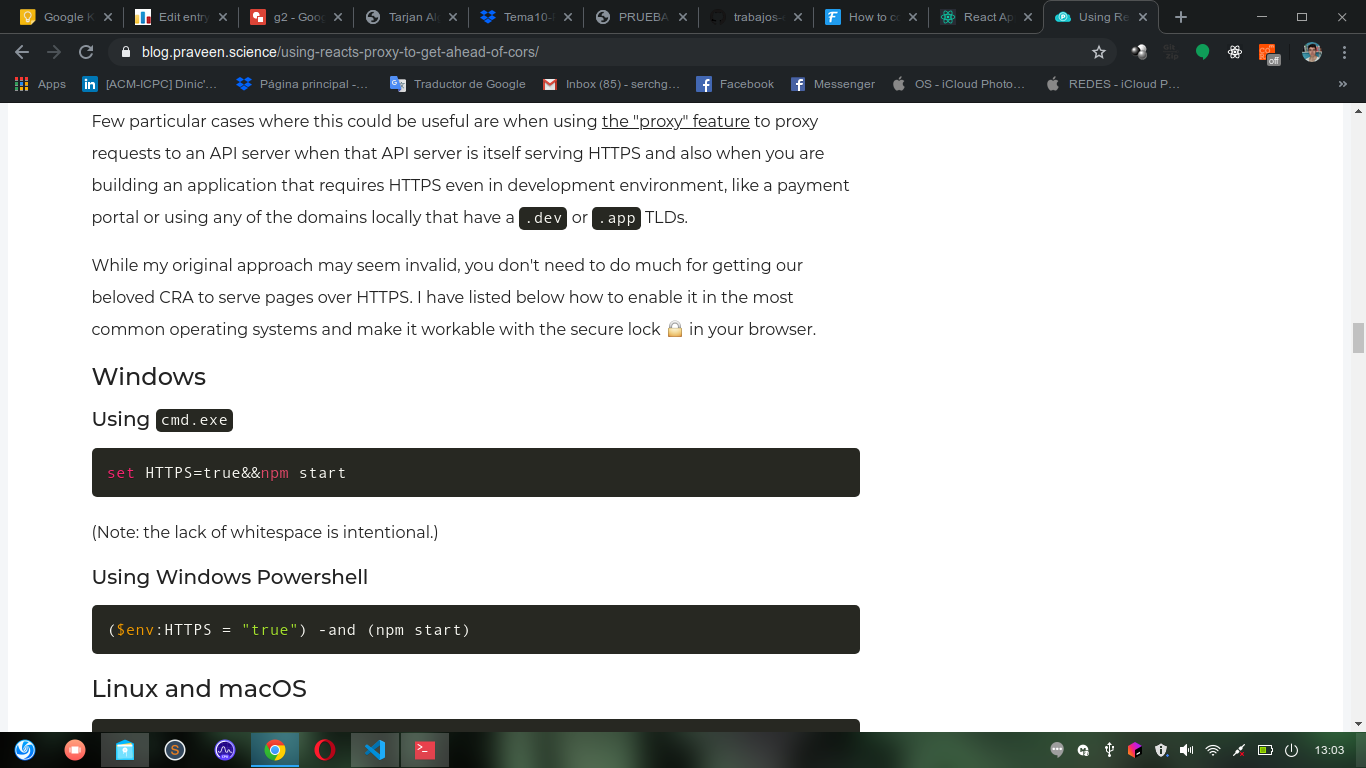 Google K
Edit entry
g2 - Goo
Tarjan Al
Tema10-
PRUEBA
trabajos-
How to c
React Ap
Using Re
blog.praveen.science/using-reacts-proxy-to-get-ahead-of-cors/
Apps
[ACM-ICPC] Dinic'...
Página principal -...
Traductor de Google
Inbox (85) - serchg...
Facebook
Messenger
OS - iCloud Photo...
REDES - iCloud P...
off
Few particular cases where this could be useful are when using the "proxy" feature to proxy
requests to an API server when that API server is itself serving HTTPS and also when you are
building an application that requires HTTPS even in development environment, like a payment
portal or using any of the domains locally that have a .dev or .app TLDs.
While my original approach may seem invalid, you don't need to do much for getting our
beloved CRA to serve pages over HTTPS. I have listed below how to enable it in the most
common operating systems and make it workable with the secure lock 🔒 in your browser.
Windows
Using cmd.exe
set HTTPS=true&&npm start
(Note: the lack of whitespace is intentional.)
Using Windows Powershell
($env:HTTPS = "true") -and (npm start)
Linux and macOS
13:03